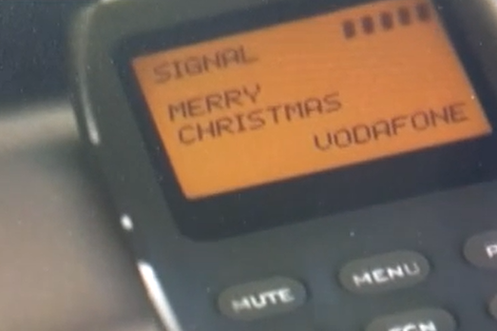 SIGNAL
MERRY
CHRISTMAS
VODAFONE
MUTE
MENU